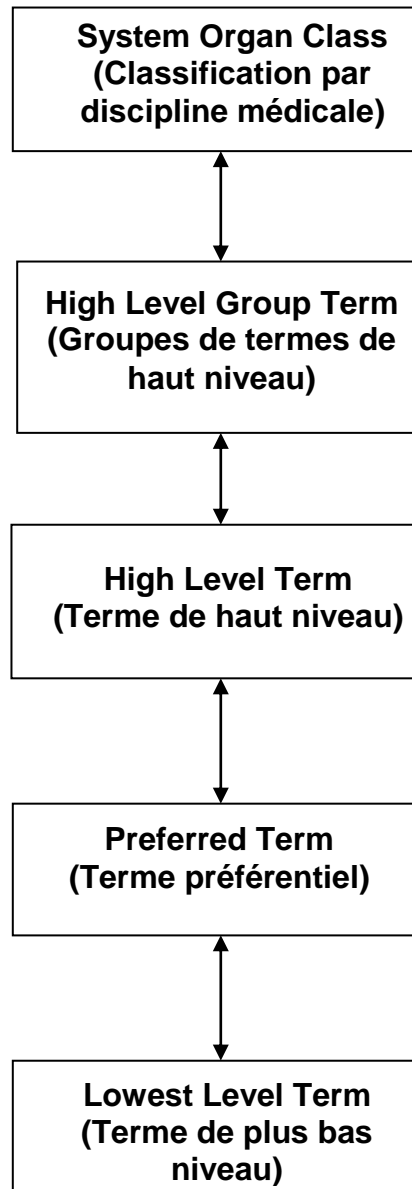 System Organ Class
(Classification par
discipline médicale)
High Level Group Term
(Groupes de termes de
haut niveau)
High Level Term
(Terme de haut niveau)
Preferred Term
(Terme préférentiel)
Lowest Level Term
(Terme de plus bas
niveau)